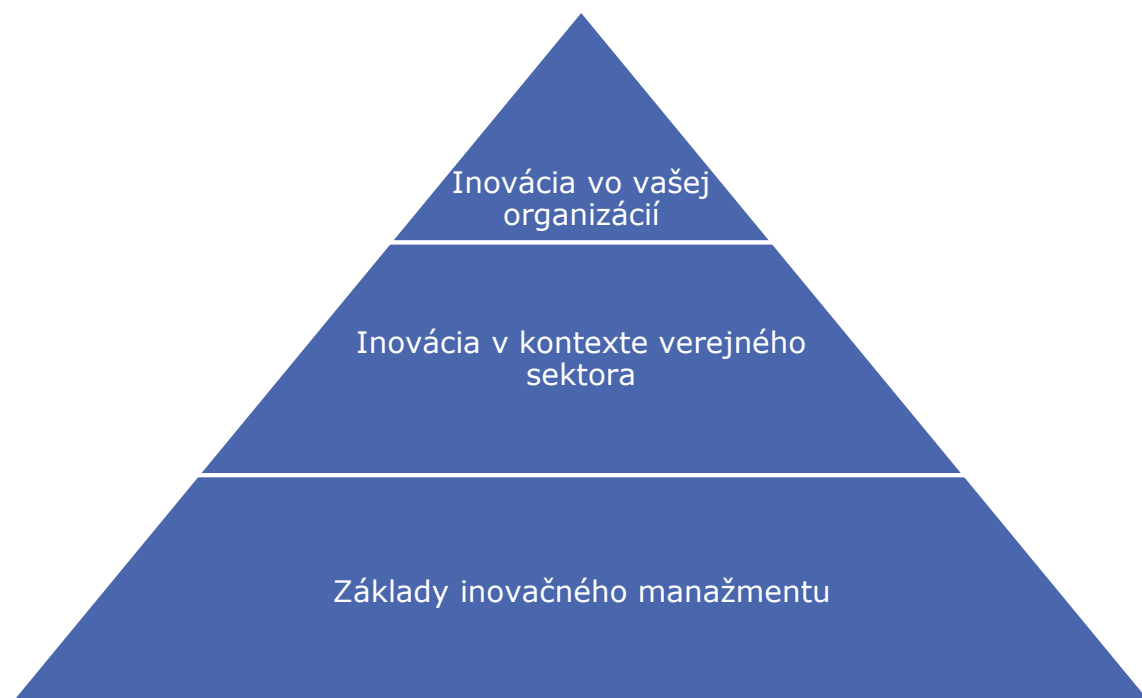 Inovácia vo vašej
organizácií
Inovácia v kontexte verejného
sektora
Základy inovačného manažmentu